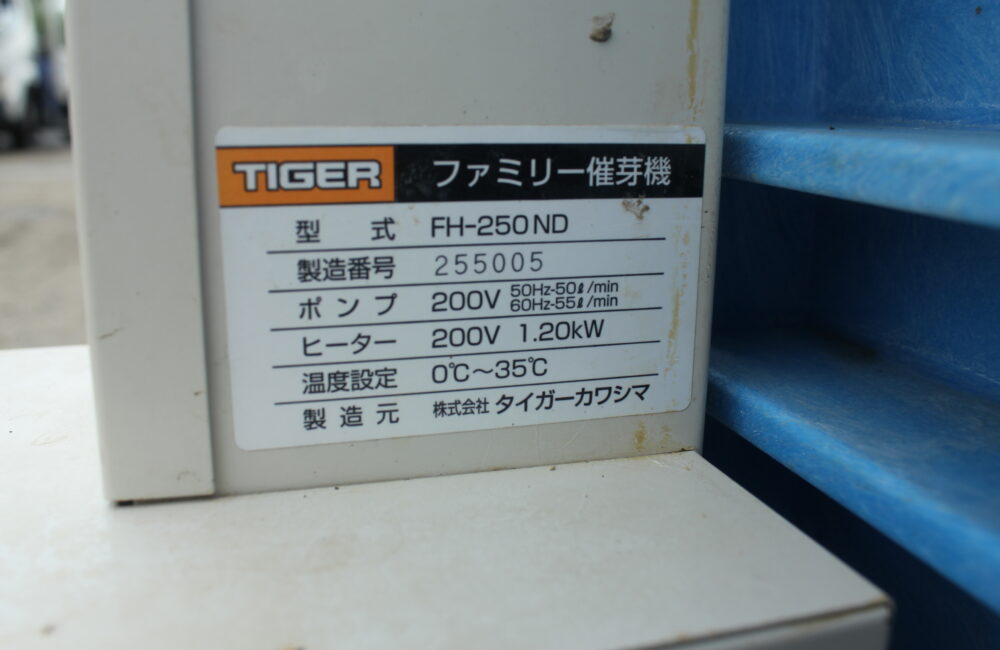 TIGER ファミリー催芽機
型式 FH-250ND
製造番号 255005
ポンプ 200V 50Hz-50ℓ/min
60Hz-55ℓ/min
ヒーター 200V 1.20kW
温度設定 0℃～35℃
製造元 株式会社 タイガーカワシマ